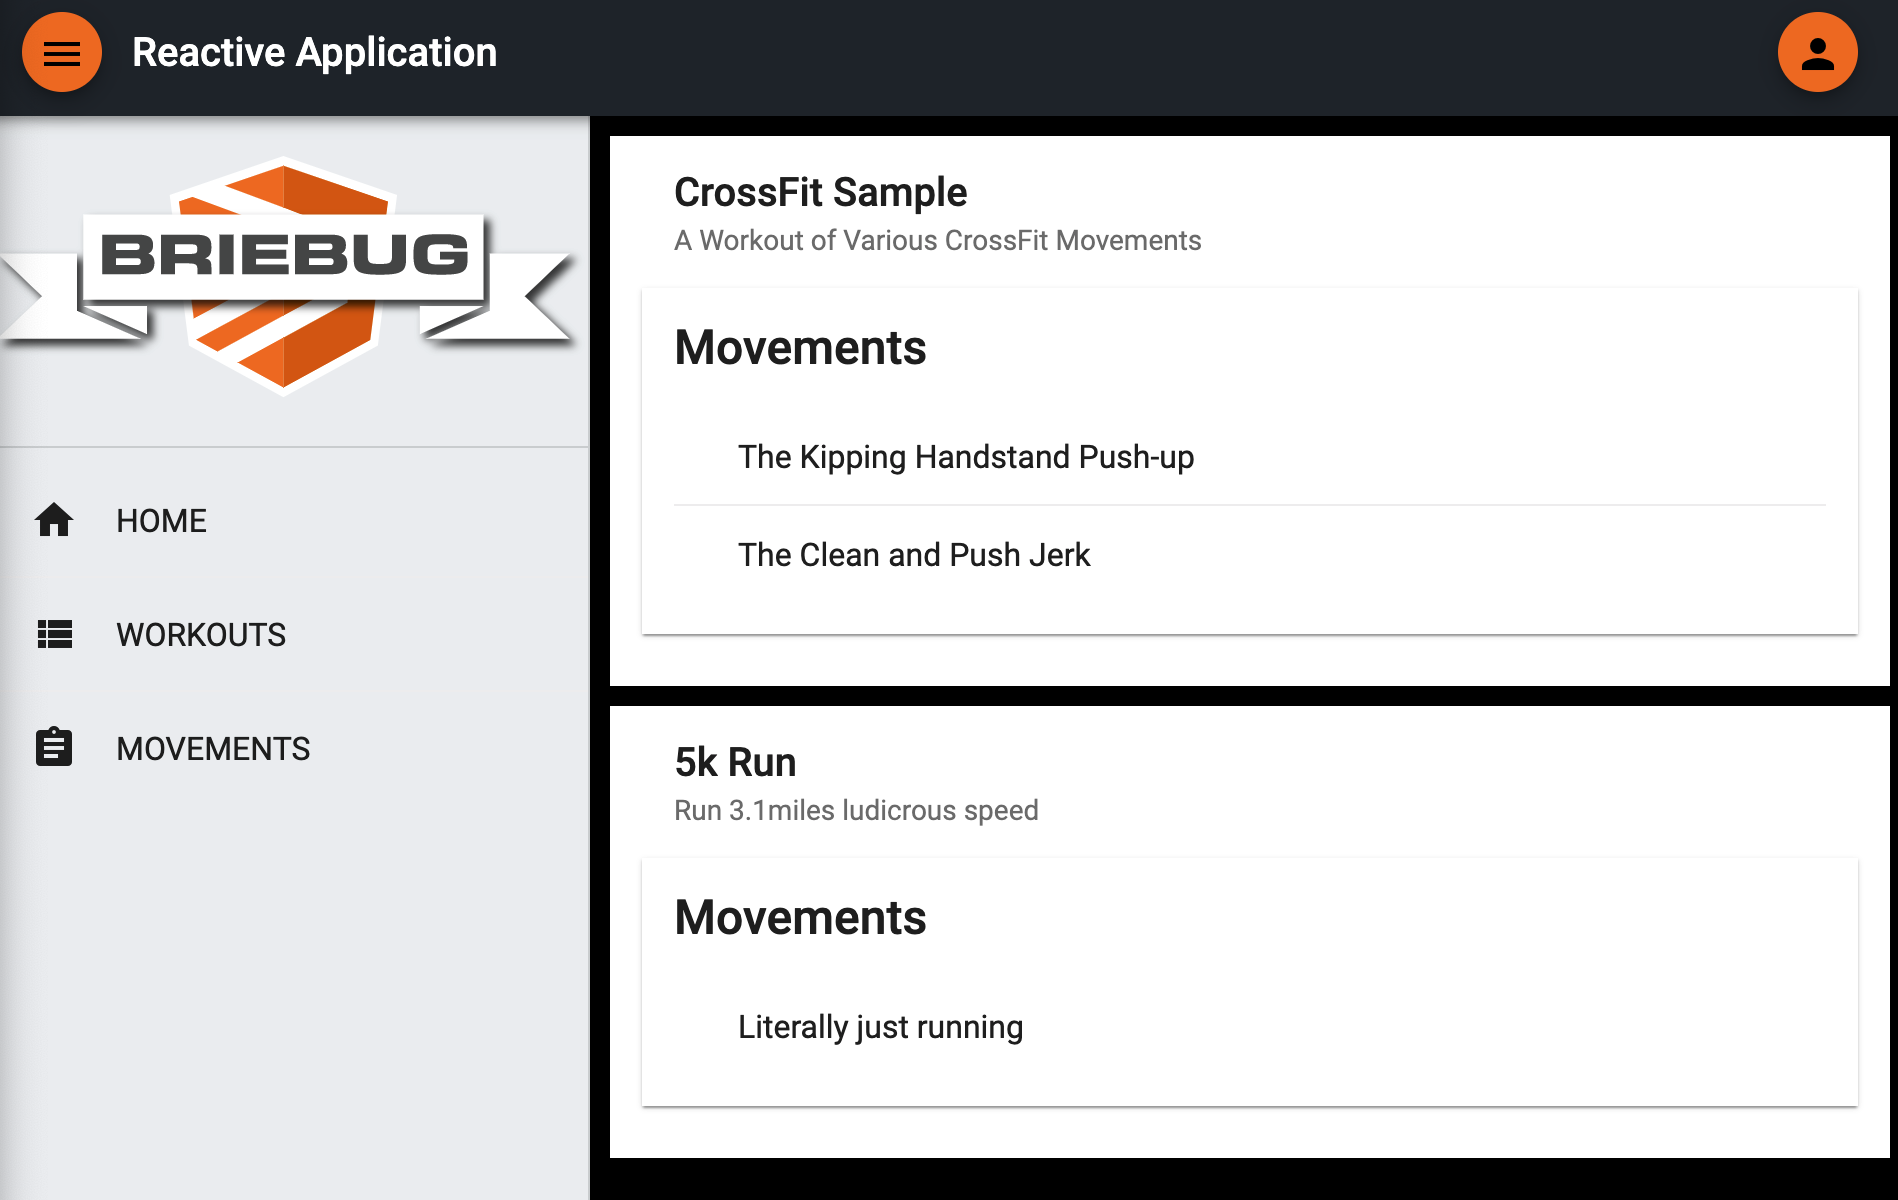 Reactive Application
BRIEBUG
HOME
WORKOUTS
MOVEMENTS
CrossFit Sample
A Workout of Various CrossFit Movements
Movements
The Kipping Handstand Push-up
The Clean and Push Jerk
5k Run
Run 3.1miles ludicrous speed
Movements
Literally just running